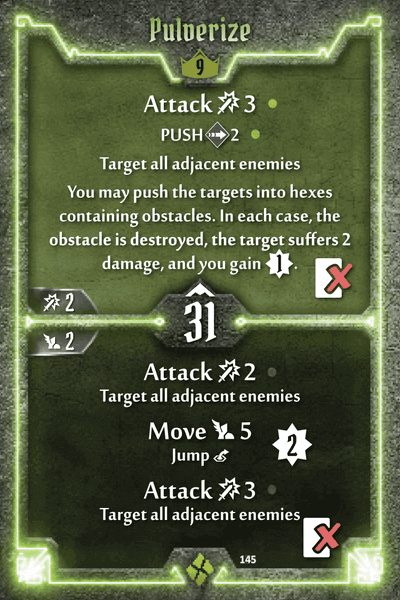 Pulverize
9
Attack 3
PUSH 2
Target all adjacent enemies
You may push the targets into hexes
containing obstacles. In each case, the
obstacle is destroyed, the target suffers 2
damage, and you gain 1.
2
31
2
Attack 2
Target all adjacent enemies
Move 5
Jump
2
Attack 3
Target all adjacent enemies
145